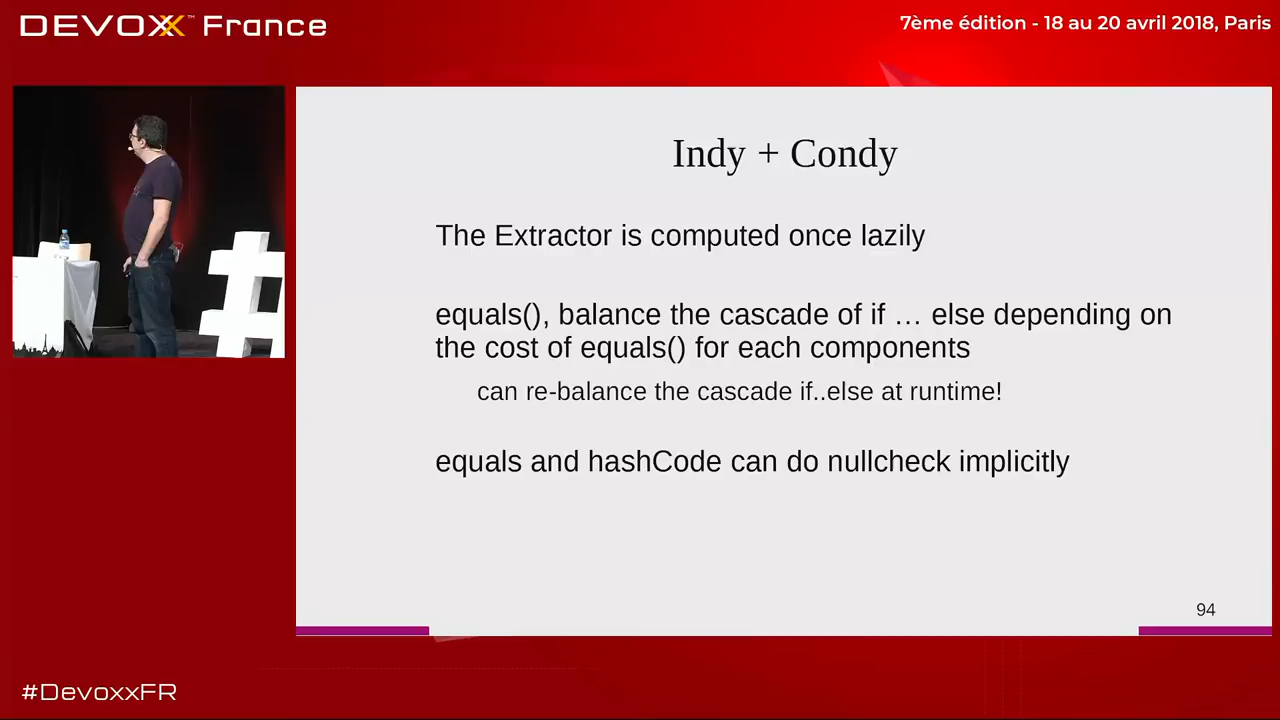 DEVOXX™ France
7ème édition - 18 au 20 avril 2018, Paris
Indy + Condy
The Extractor is computed once lazily
equals(), balance the cascade of if … else depending on
the cost of equals() for each components
can re-balance the cascade if..else at runtime!
equals and hashCode can do nullcheck implicitly
94
#DevoxxFR